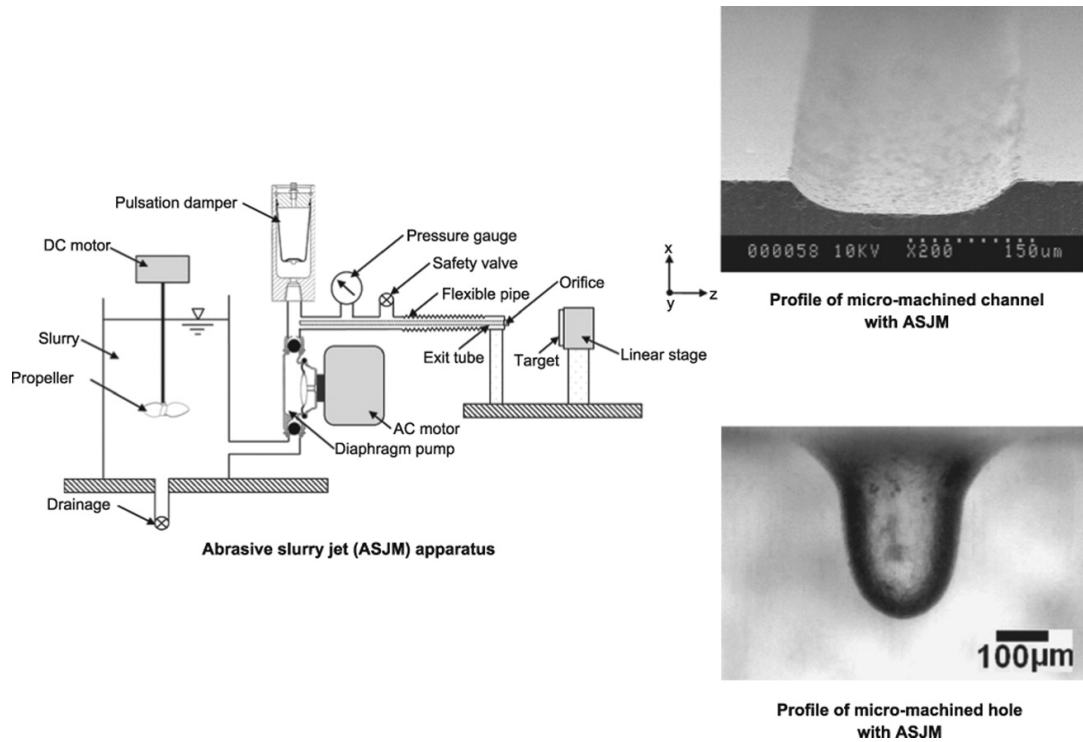 Pulsation damper
DC motor
Pressure gauge
Safety valve
Flexible pipe
Orifice
Slurry
Propeller
Exit tube
Target
Linear stage
AC motor
Diaphragm pump
Drainage
Abrasive slurry jet (ASJM) apparatus
x
y
z
000058 10KV X200 150um
Profile of micro-machined channel
with ASJM
100μm
Profile of micro-machined hole
with ASJM